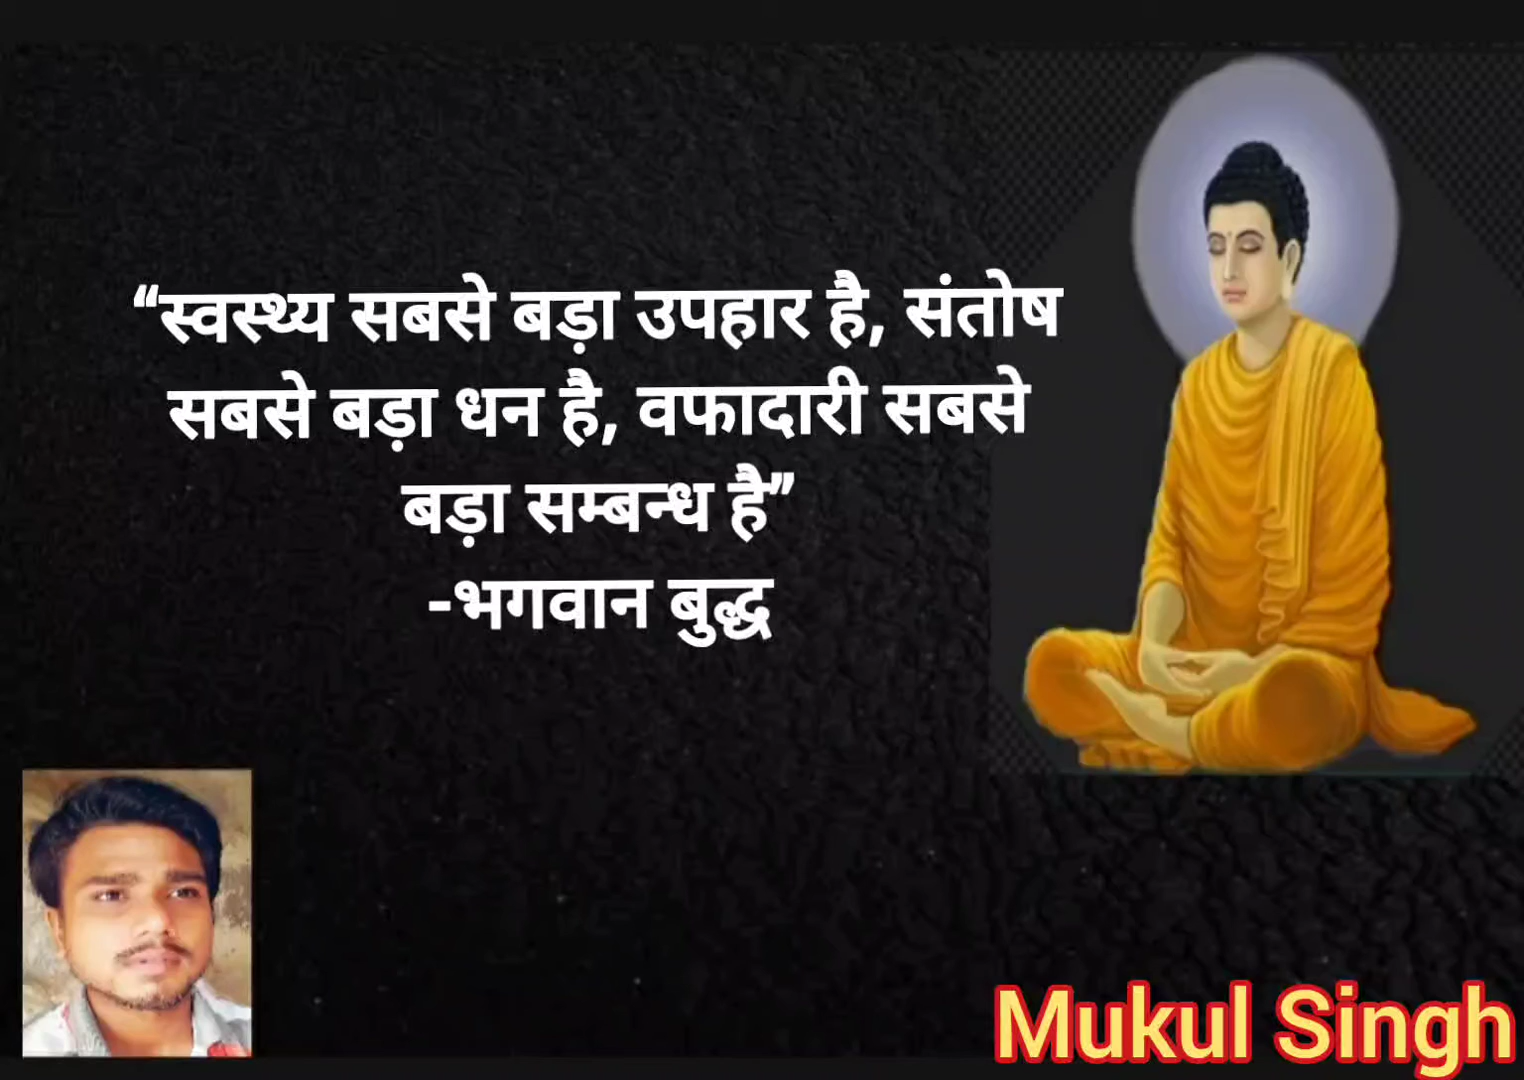 “स्वस्थ्य सबसे बड़ा उपहार है, संतोष
सबसे बड़ा धन है, वफादारी सबसे
बड़ा सम्बन्ध है”
-भगवान बुद्ध
Mukul Singh